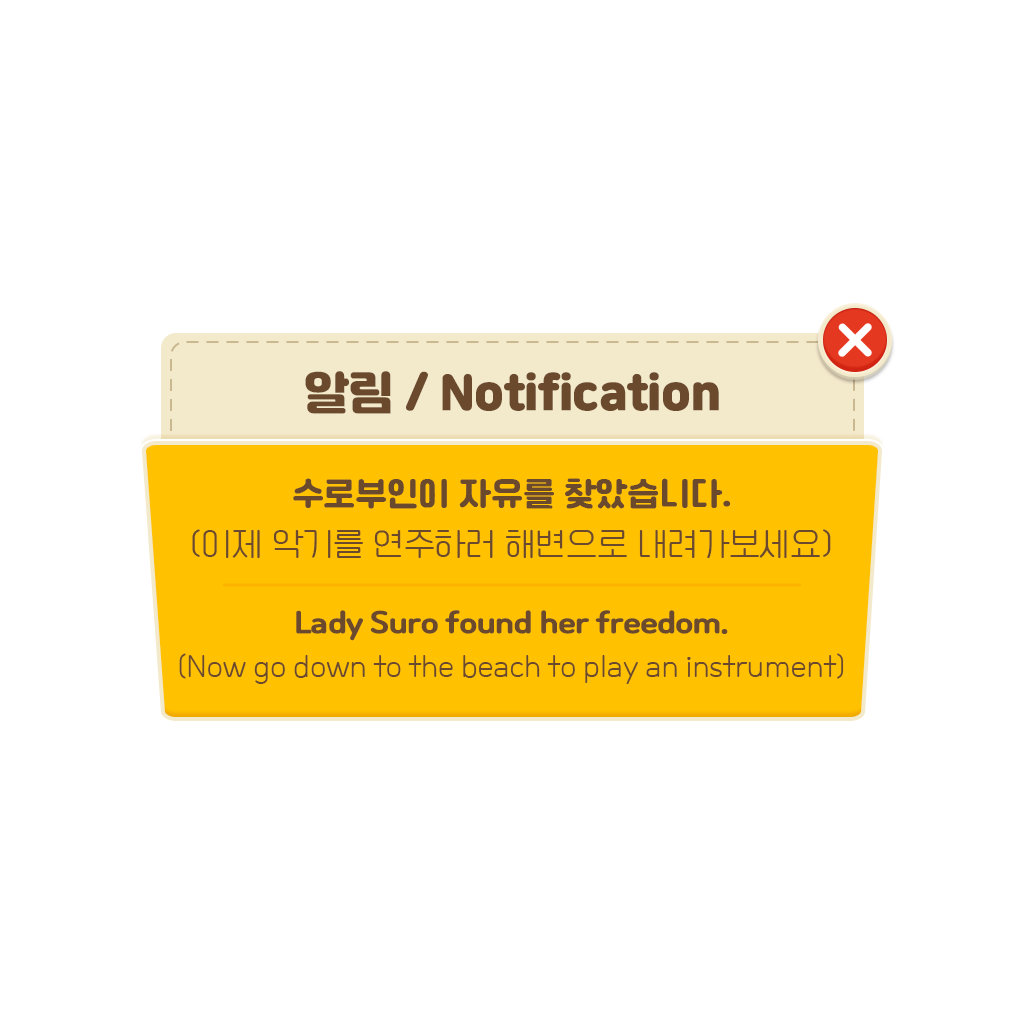 알림 / Notification
수로부인이 자유를 찾았습니다.
(이제 악기를 연주하러 해변으로 내려가보세요)
Lady Suro found her freedom.
(Now go down to the beach to play an instrument)